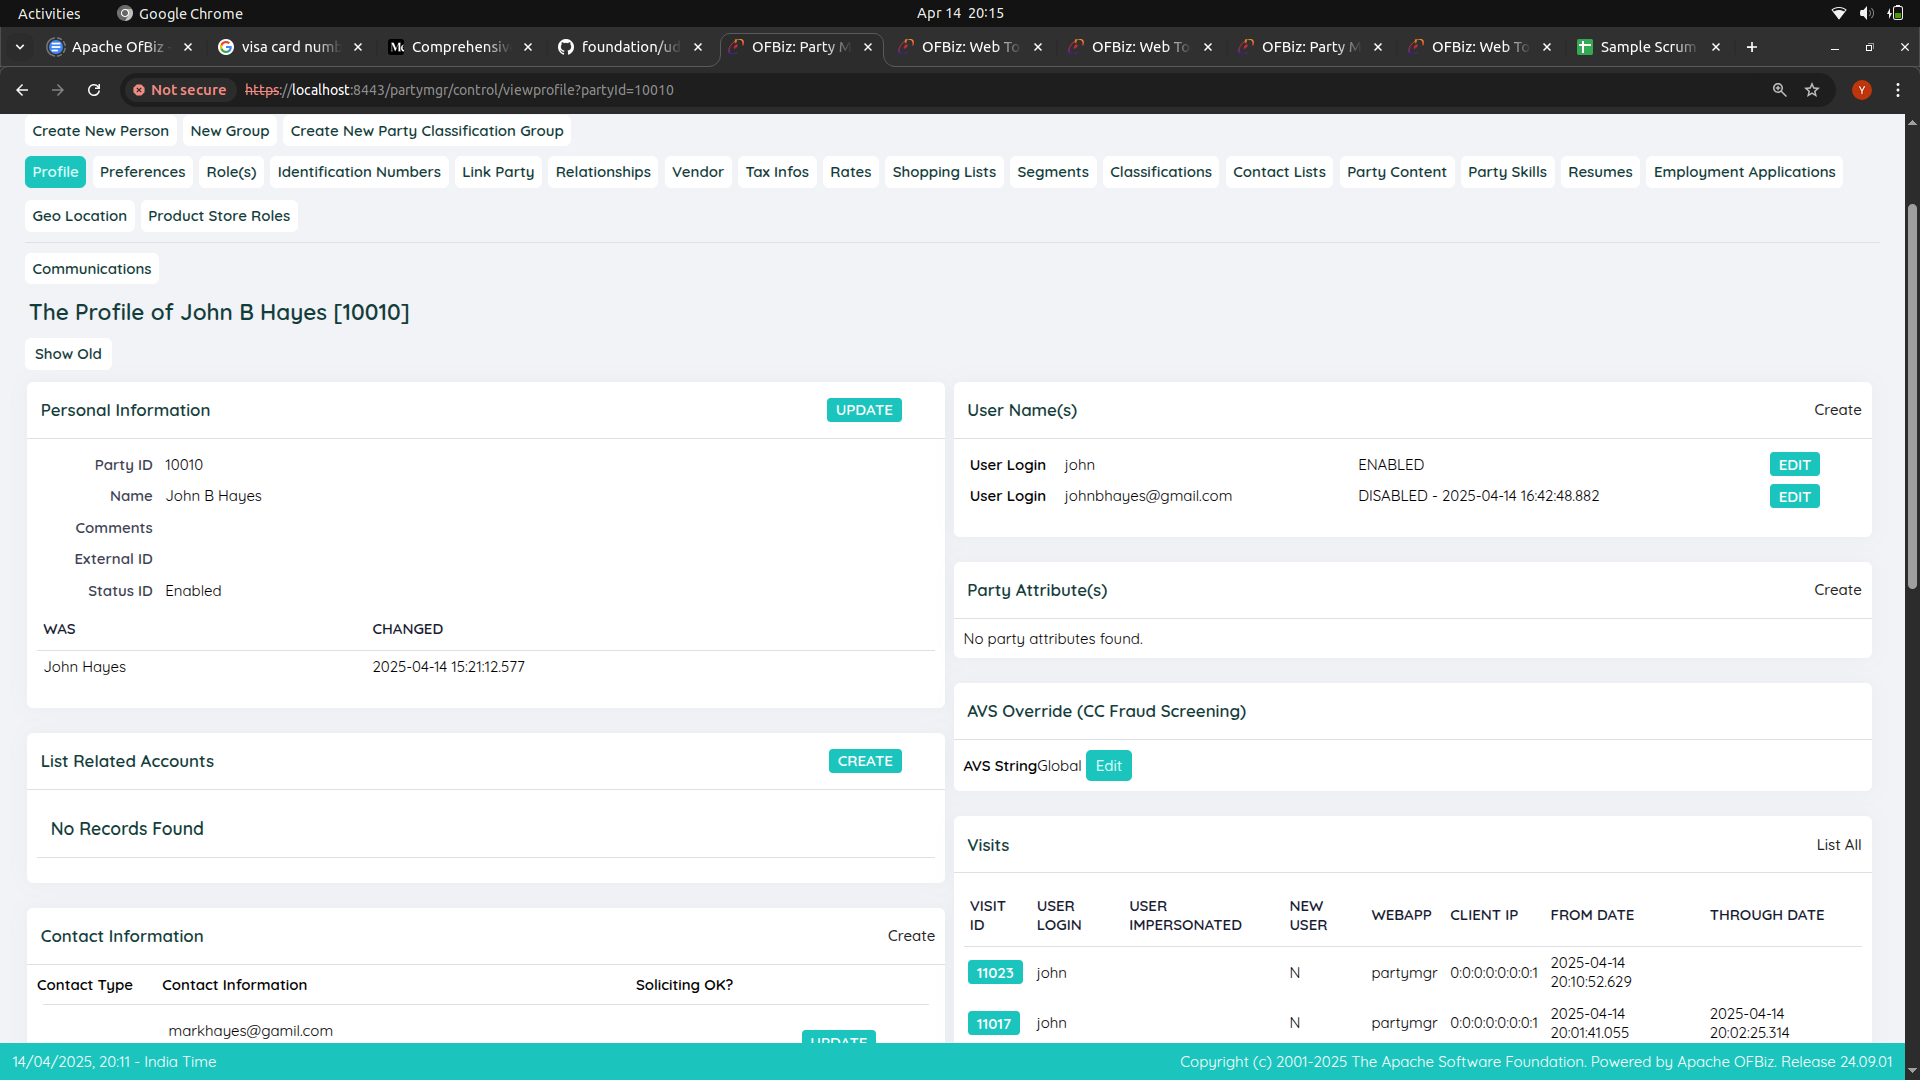 Activities
Google Chrome
Apr 14 20:15
Apache OFBiz
visa card numb
Comprehensiv
foundation/ud
OFBiz: Party M
OFBiz: Web To
OFBiz: Web To
OFBiz: Party M
OFBiz: Web To
Sample Scrum
Not secure
https://localhost:8443/partymgr/control/viewprofile?partyId=10010
Y
Create New Person
New Group
Create New Party Classification Group
Profile
Preferences
Role(s)
Identification Numbers
Link Party
Relationships
Vendor
Tax Infos
Rates
Shopping Lists
Segments
Classifications
Contact Lists
Party Content
Party Skills
Resumes
Employment Applications
Geo Location
Product Store Roles
Communications
The Profile of John B Hayes [10010]
Show Old
Personal Information
UPDATE
Party ID 10010
Name John B Hayes
Comments
External ID
Status ID Enabled
WAS CHANGED
John Hayes 2025-04-14 15:21:12.577
List Related Accounts
CREATE
No Records Found
Contact Information
Create
Contact Type Contact Information Soliciting OK?
markhayes@gamil.com
UPDATE
User Name(s)
Create
User Login john ENABLED EDIT
User Login johnbhayes@gmail.com DISABLED - 2025-04-14 16:42:48.882 EDIT
Party Attribute(s)
Create
No party attributes found.
AVS Override (CC Fraud Screening)
AVS StringGlobal Edit
Visits
List All
VISIT ID USER LOGIN USER IMPERSONATED NEW USER WEBAPP CLIENT IP FROM DATE THROUGH DATE
11023 john N partymgr 0:0:0:0:0:0:0:1 2025-04-14 20:10:52.629
11017 john N partymgr 0:0:0:0:0:0:0:1 2025-04-14 20:01:41.055 2025-04-14 20:02:25.314
14/04/2025, 20:11 - India Time
Copyright (c) 2001-2025 The Apache Software Foundation. Powered by Apache OFBiz. Release 24.09.01